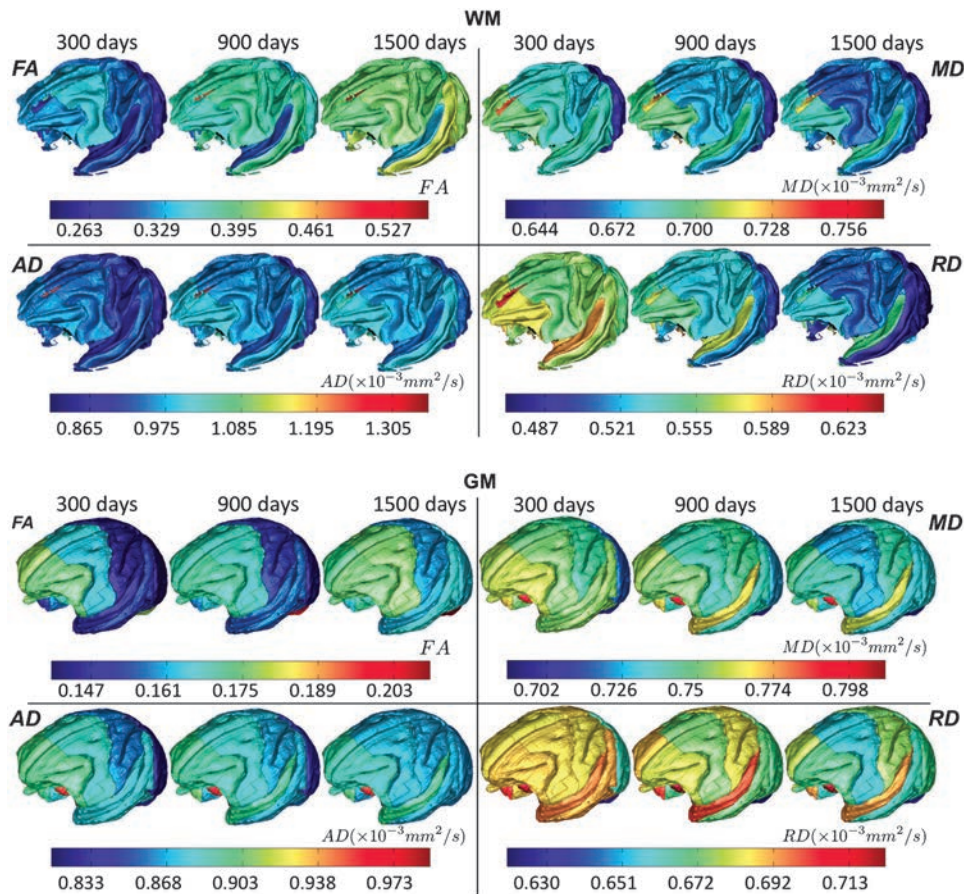 WM
300 days 900 days 1500 days 300 days 900 days 1500 days
FA MD
FA MD(×10⁻³mm²/s)
0.263 0.329 0.395 0.461 0.527 0.644 0.672 0.700 0.728 0.756
AD RD
AD(×10⁻³mm²/s) RD(×10⁻³mm²/s)
0.865 0.975 1.085 1.195 1.305 0.487 0.521 0.555 0.589 0.623
GM
300 days 900 days 1500 days 300 days 900 days 1500 days
FA MD
FA MD(×10⁻³mm²/s)
0.147 0.161 0.175 0.189 0.203 0.702 0.726 0.75 0.774 0.798
AD RD
AD(×10⁻³mm²/s) RD(×10⁻³mm²/s)
0.833 0.868 0.903 0.938 0.973 0.630 0.651 0.672 0.692 0.713